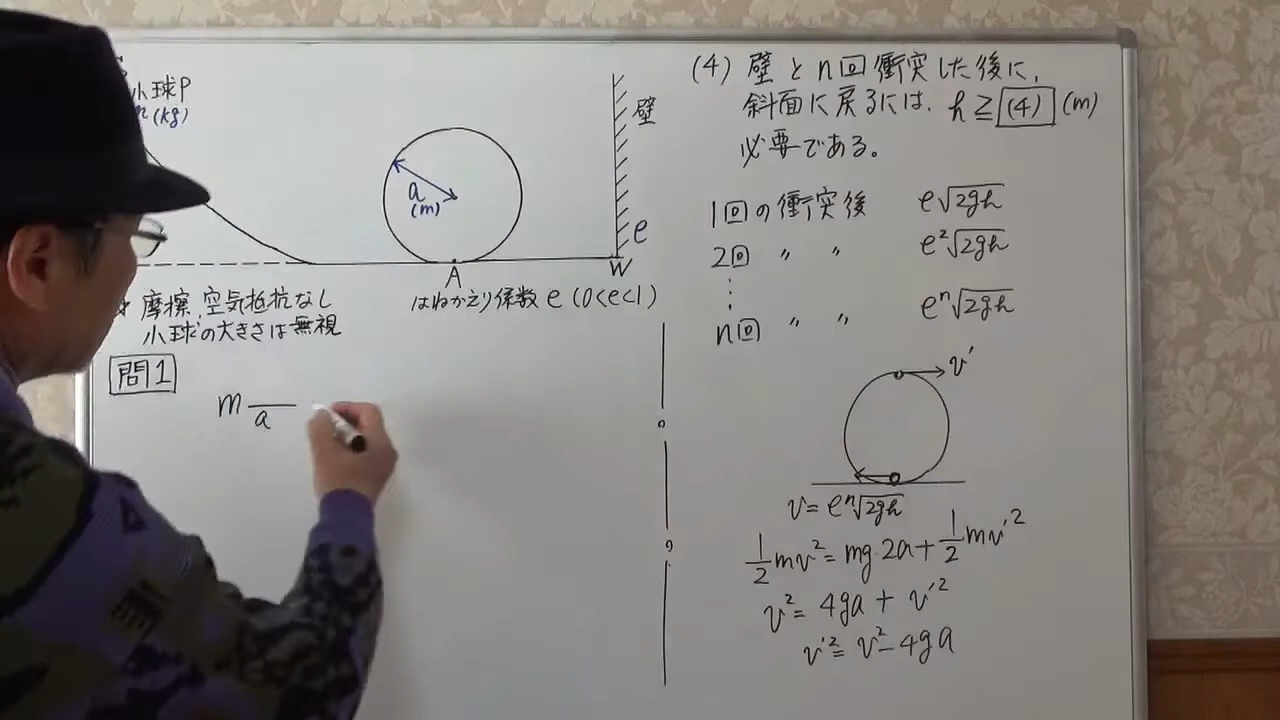 小球P
(kg)
a
(m)
壁
e
A
W
摩擦、空気抵抗なし
小球の大きさは無視
はねかえり係数 e (0<e<1)
問1
m―/a
(4) 壁とn回衝突した後に、
斜面に戻るには、h≧(4)(m)
必要である。
1回の衝突後 e√2gh
2回 〃 〃 e²√2gh
⋮
n回 〃 〃 eⁿ√2gh
v'
v=eⁿ√2gh
1/2mv²=mg·2a+1/2mv'²
v²=4ga+v'²
v'²=v²-4ga